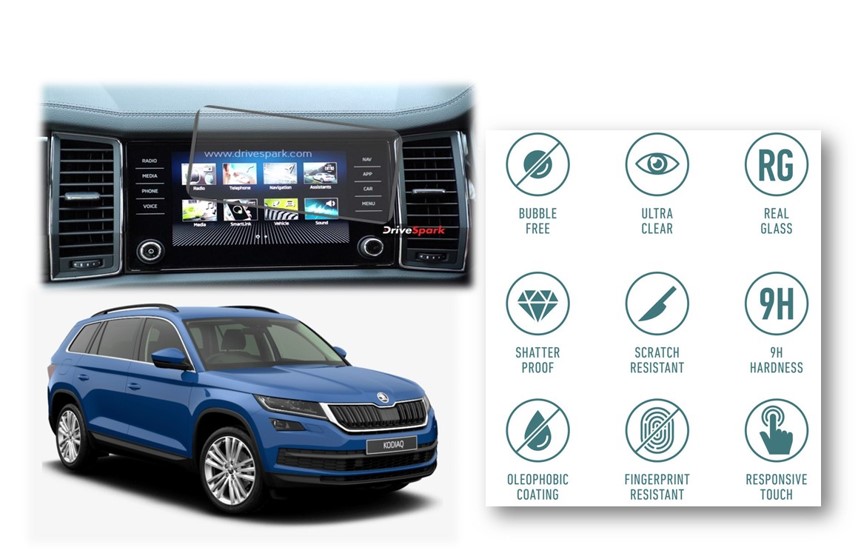 RADIO
MEDIA
PHONE
VOICE
www.drivespark.com
Radio
Telephone
Navigation
Assistants
Media
SmartLink
Vehicle
Sound
NAV
APP
CAR
MENU
DriveSpark
KODIAQ
BUBBLE
FREE
ULTRA
CLEAR
RG
REAL
GLASS
SHATTER
PROOF
SCRATCH
RESISTANT
9H
9H
HARDNESS
OLEOPHOBIC
COATING
FINGERPRINT
RESISTANT
RESPONSIVE
TOUCH